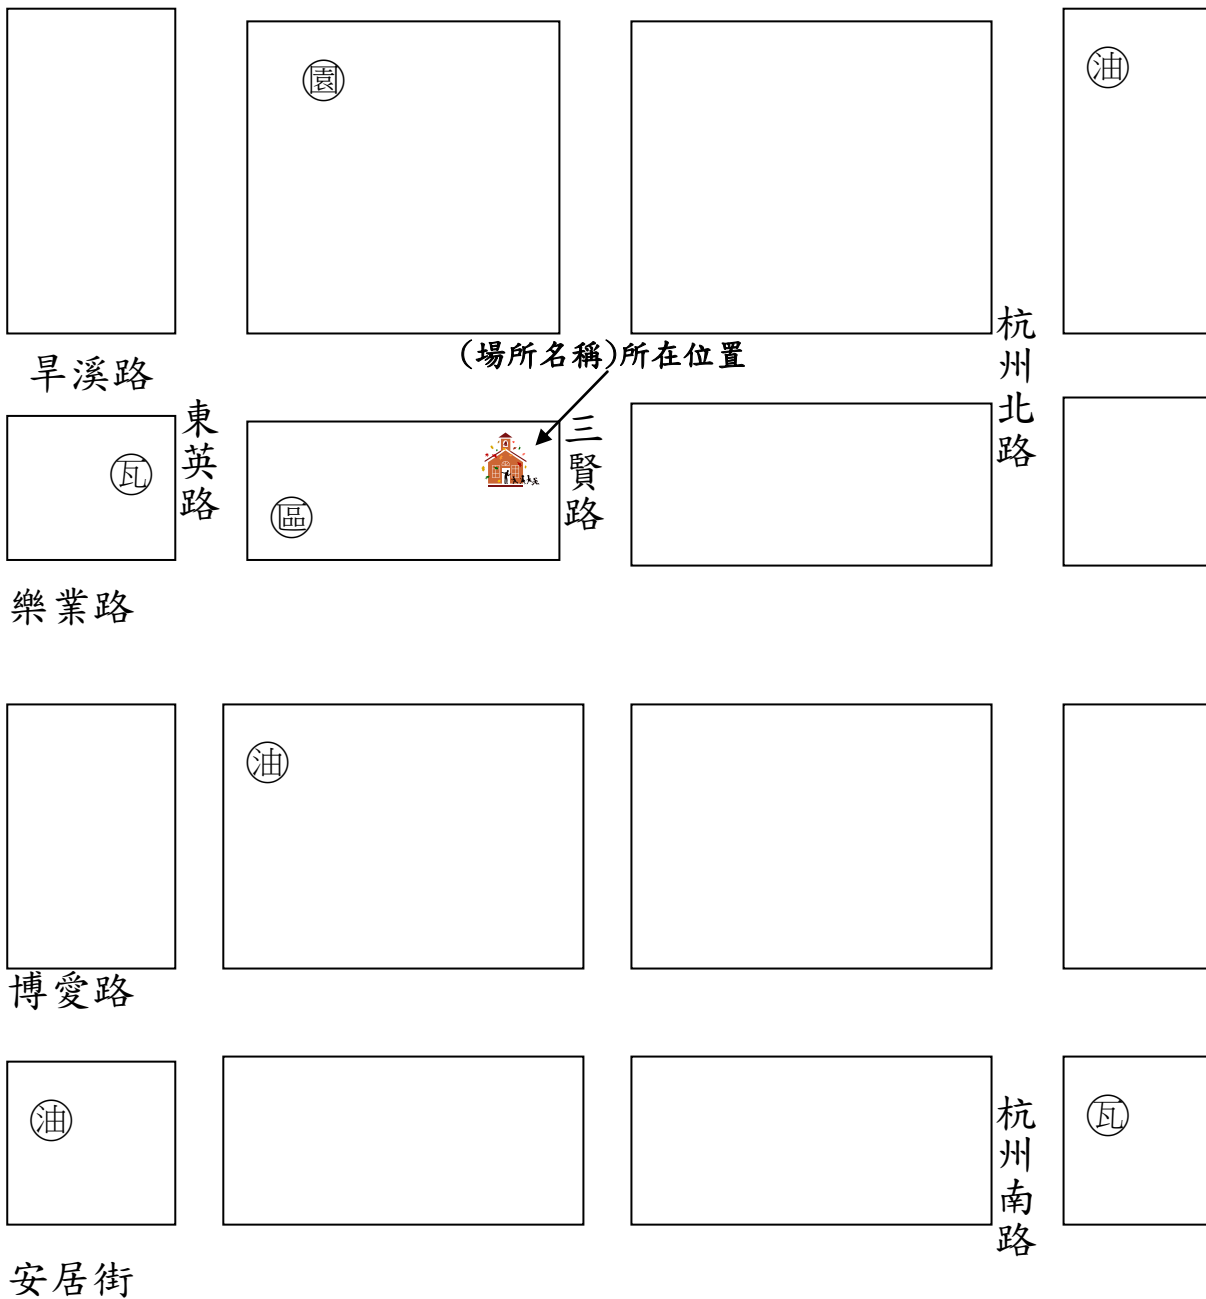 園
油
杭州北路
(場所名稱)所在位置
旱溪路
東英路
三賢路
瓦
區
樂業路
油
博愛路
油
杭州南路
瓦
安居街